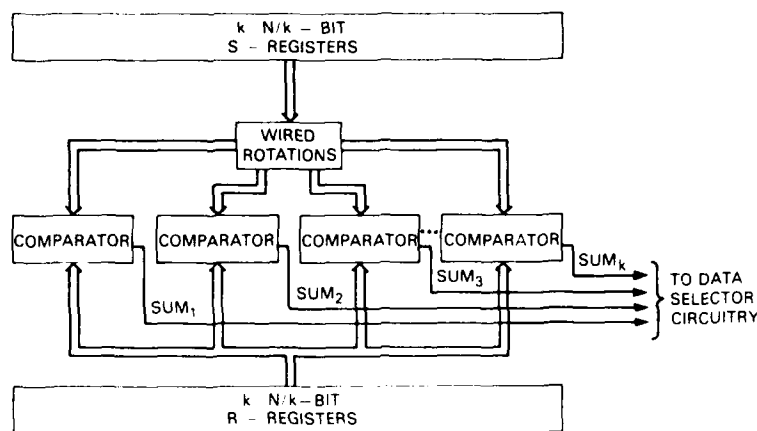 k N/k - BIT
S - REGISTERS
WIRED
ROTATIONS
COMPARATOR
COMPARATOR
COMPARATOR
....
COMPARATOR
SUM1
SUM2
SUM3
SUMk
TO DATA
SELECTOR
CIRCUITRY
k N/k-BIT
R - REGISTERS